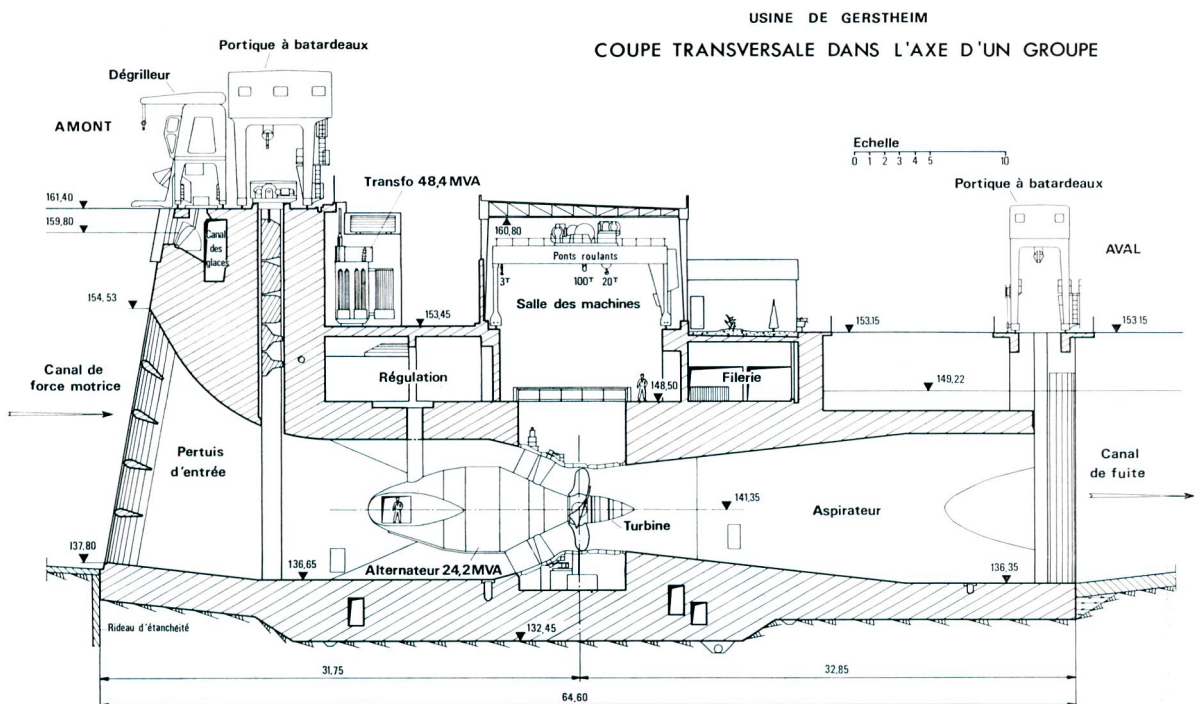 USINE DE GERSTHEIM
COUPE TRANSVERSALE DANS L'AXE D'UN GROUPE
Portique à batardeaux
Dégrilleur
AMONT
Echelle
0 1 2 3 4 5 10
Transfo 48,4 MVA
Portique à batardeaux
161,40
159,80
Canal des glaces
160,80
Ponts roulants
3T 100T 20T
AVAL
Salle des machines
154,53
153,45
153.15
153 15
Canal de
force motrice
Régulation
148,50
Filerie
149,22
Pertuis
d'entrée
Canal
de fuite
141,35
Turbine
Aspirateur
137,80
136,65
Alternateur 24,2 MVA
136,35
Rideau d'étanchéité
132,45
31,75
32,85
64,60